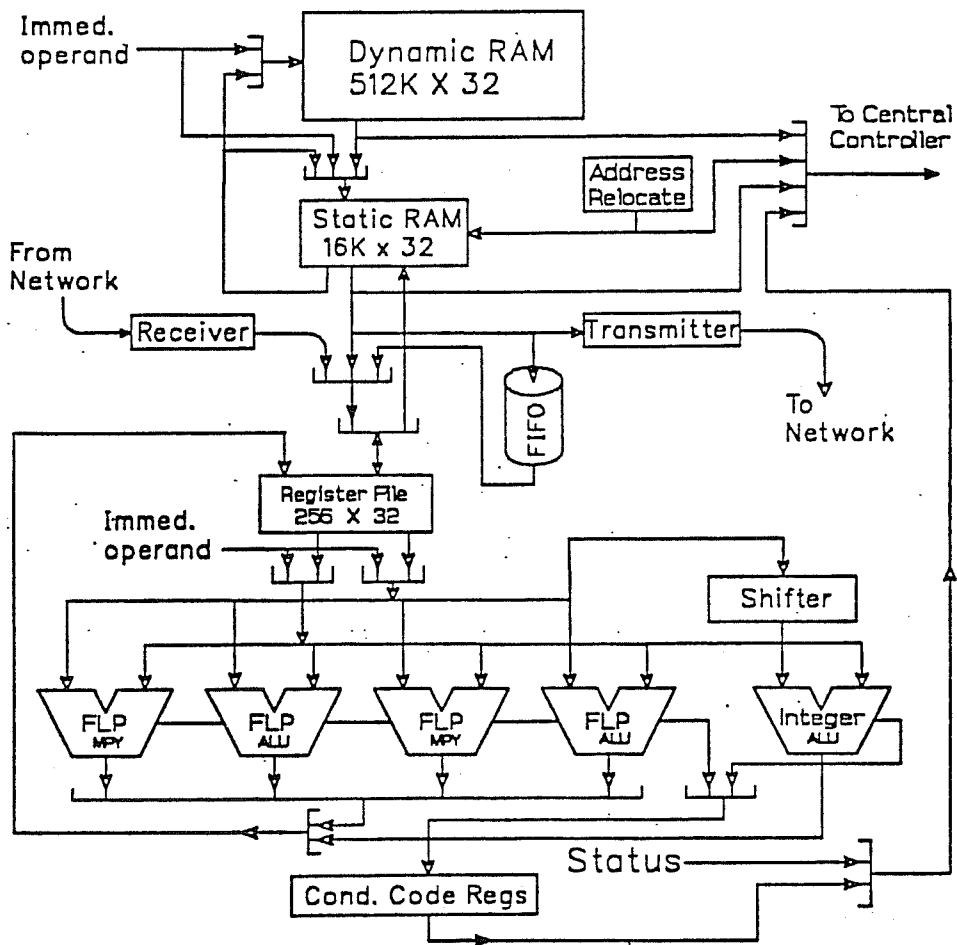 Immed.
operand
Dynamic RAM
512K X 32
To Central
Controller
Address
Relocate
Static RAM
16K x 32
From
Network
Receiver
Transmitter
FIFO
To
Network
Register File
256 X 32
Immed.
operand
Shifter
FLP
MPY
FLP
ALU
FLP
MPY
FLP
ALU
Integer
ALU
Status
Cond. Code Regs